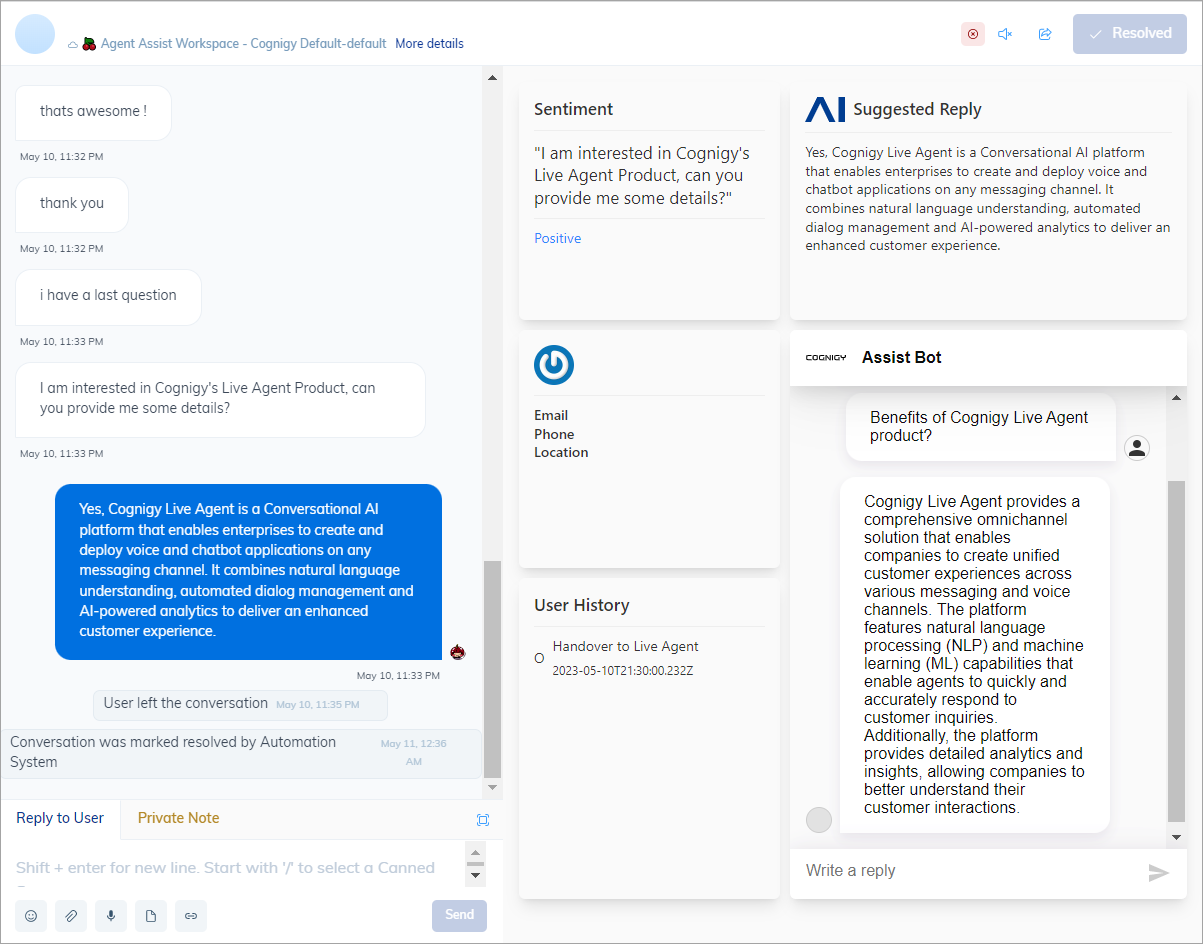 Agent Assist Workspace - Cognigy Default-default More details
Resolved
thats awesome !
May 10, 11:32 PM
thank you
May 10, 11:32 PM
i have a last question
May 10, 11:33 PM
I am interested in Cognigy's Live Agent Product, can
you provide me some details?
May 10, 11:33 PM
Yes, Cognigy Live Agent is a Conversational AI
platform that enables enterprises to create and
deploy voice and chatbot applications on any
messaging channel. It combines natural language
understanding, automated dialog management and
AI-powered analytics to deliver an enhanced
customer experience.
May 10, 11:33 PM
User left the conversation May 10, 11:35 PM
Conversation was marked resolved by Automation
System
May 11, 12:36
AM
Reply to User
Private Note
Shift + enter for new line. Start with '/' to select a Canned
Send
Sentiment
"I am interested in Cognigy's
Live Agent Product, can you
provide me some details?"
Positive
AI Suggested Reply
Yes, Cognigy Live Agent is a Conversational AI platform
that enables enterprises to create and deploy voice and
chatbot applications on any messaging channel. It
combines natural language understanding, automated
dialog management and AI-powered analytics to deliver an
enhanced customer experience.
Email
Phone
Location
User History
Handover to Live Agent
2023-05-10T21:30:00.232Z
COGNIGY Assist Bot
Benefits of Cognigy Live Agent
product?
Cognigy Live Agent provides a
comprehensive omnichannel
solution that enables
companies to create unified
customer experiences across
various messaging and voice
channels. The platform
features natural language
processing (NLP) and machine
learning (ML) capabilities that
enable agents to quickly and
accurately respond to
customer inquiries.
Additionally, the platform
provides detailed analytics and
insights, allowing companies to
better understand their
customer interactions.
Write a reply